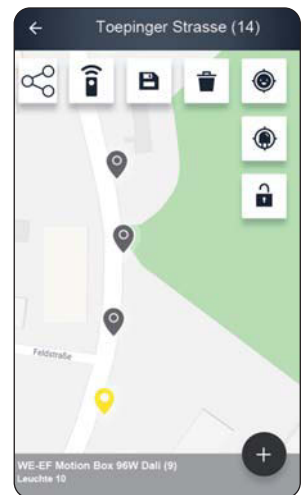 Toepinger Strasse (14)
Feldstraße
WE-EF Motion Box 96W Dali (9)
Leuchte 10